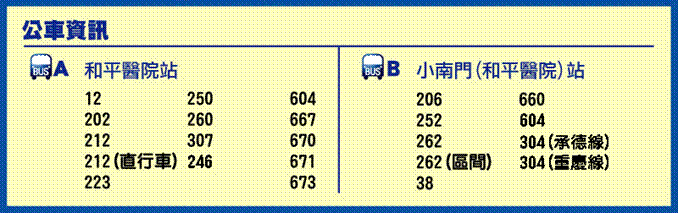 公車資訊
BUS A 和平醫院站
12 250 604
202 260 667
212 307 670
212(直行車) 246 671
223 673
BUS B 小南門(和平醫院)站
206 660
252 604
262 304(承德線)
262(區間) 304(重慶線)
38